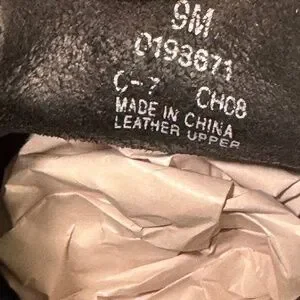 9M
0193671
C-7 CH08
MADE IN CHINA
LEATHER UPPER